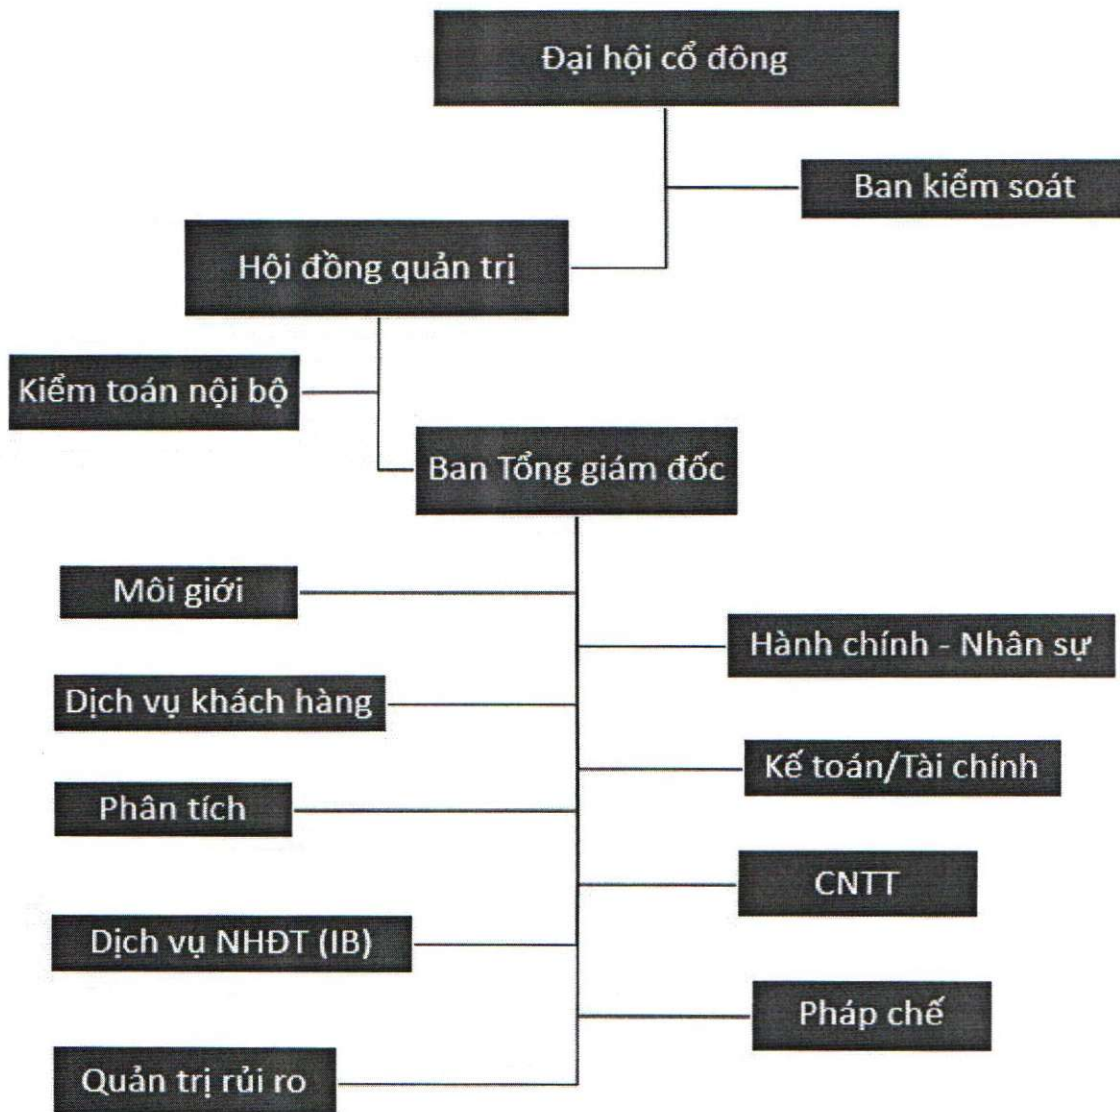 Đại hội cổ đông
Ban kiểm soát
Hội đồng quản trị
Kiểm toán nội bộ
Ban Tổng giám đốc
Môi giới
Hành chính - Nhân sự
Dịch vụ khách hàng
Kế toán/Tài chính
Phân tích
CNTT
Dịch vụ NHĐT (IB)
Pháp chế
Quản trị rủi ro